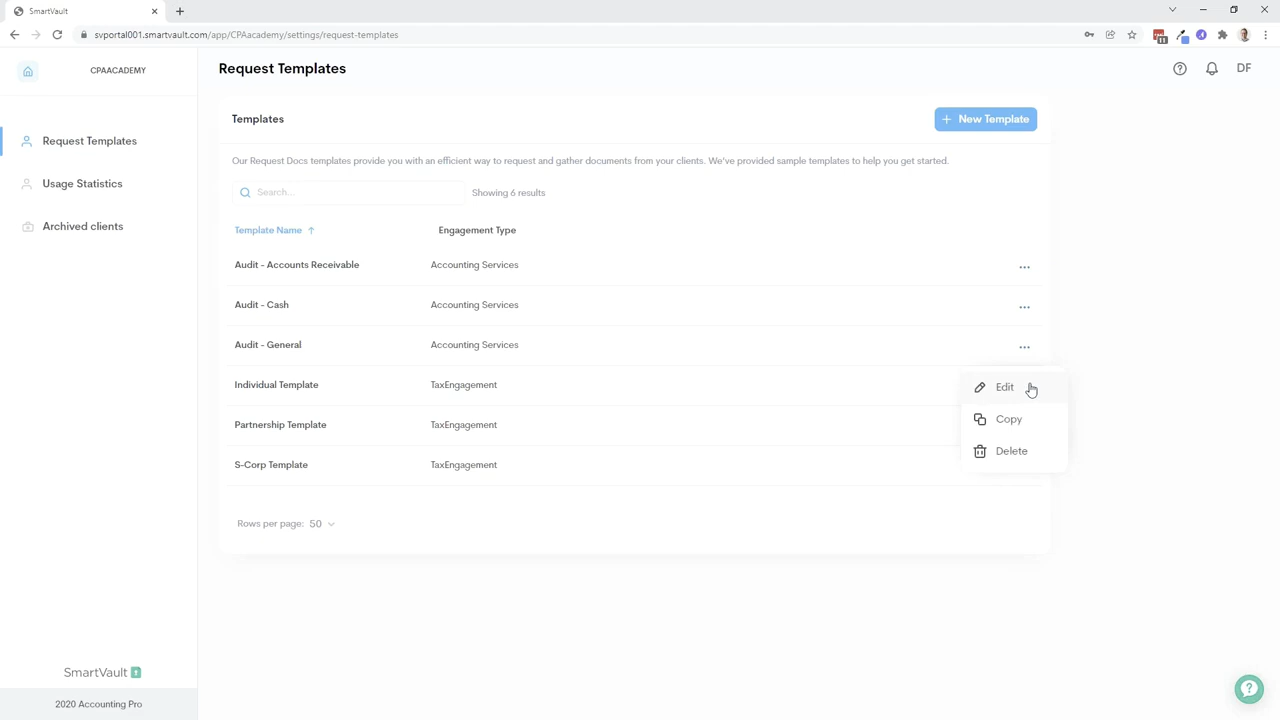 SmartVault
svportal001.smartvault.com/app/CPAacademy/settings/request-templates
11
CPAACADEMY
Request Templates
DF
Templates
+ New Template
Request Templates
Our Request Docs templates provide you with an efficient way to request and gather documents from your clients. We've provided sample templates to help you get started.
Usage Statistics
Search...
Showing 6 results
Archived clients
Template Name ↑
Engagement Type
Audit - Accounts Receivable
Accounting Services
Audit - Cash
Accounting Services
Audit - General
Accounting Services
Individual Template
TaxEngagement
Edit
Copy
Partnership Template
TaxEngagement
Delete
S-Corp Template
TaxEngagement
Rows per page: 50
SmartVault
2020 Accounting Pro